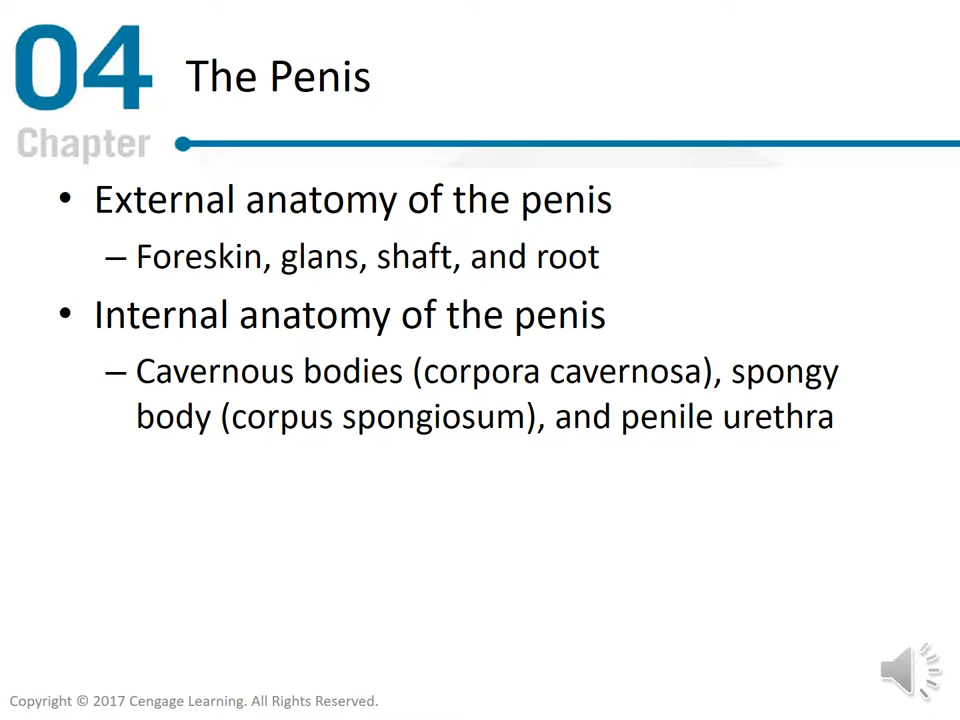 04
Chapter
The Penis
• External anatomy of the penis
– Foreskin, glans, shaft, and root
• Internal anatomy of the penis
– Cavernous bodies (corpora cavernosa), spongy
body (corpus spongiosum), and penile urethra
Copyright © 2017 Cengage Learning. All Rights Reserved.